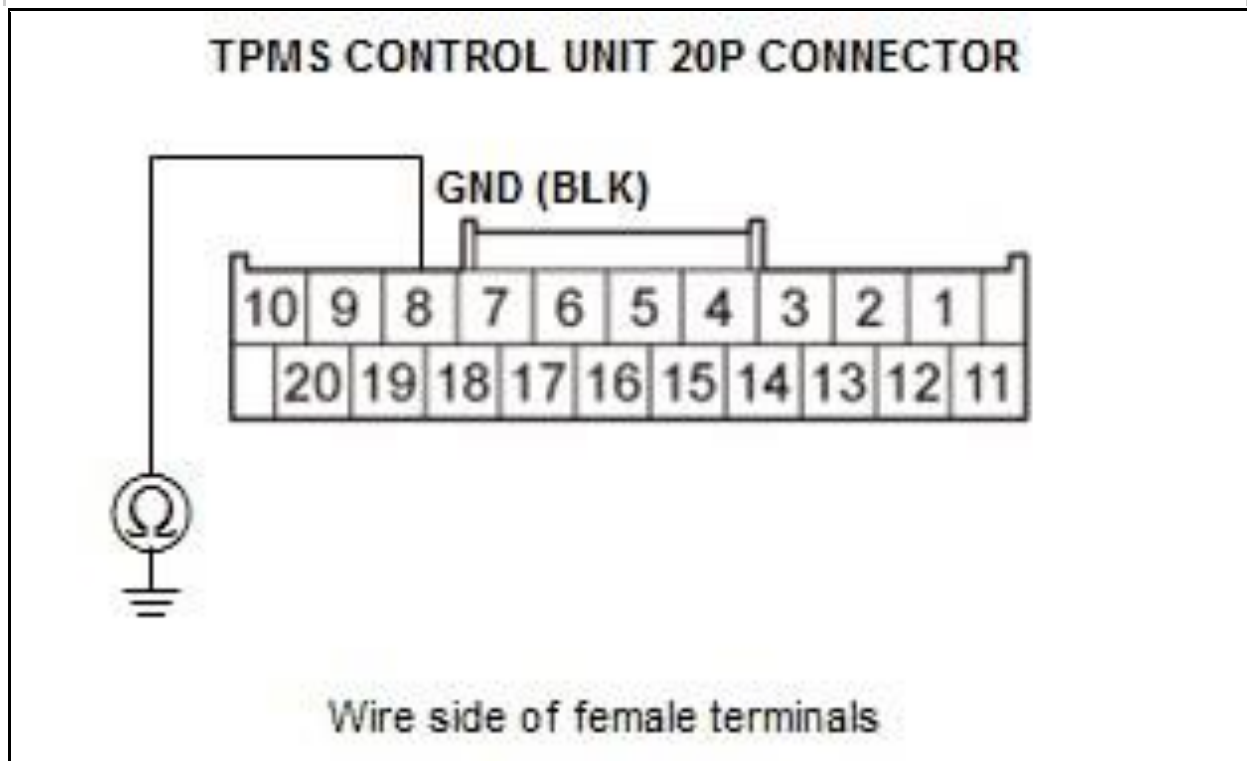 TPMS CONTROL UNIT 20P CONNECTOR
GND (BLK)
10 9 8 7 6 5 4 3 2 1
20 19 18 17 16 15 14 13 12 11
Ω
Wire side of female terminals